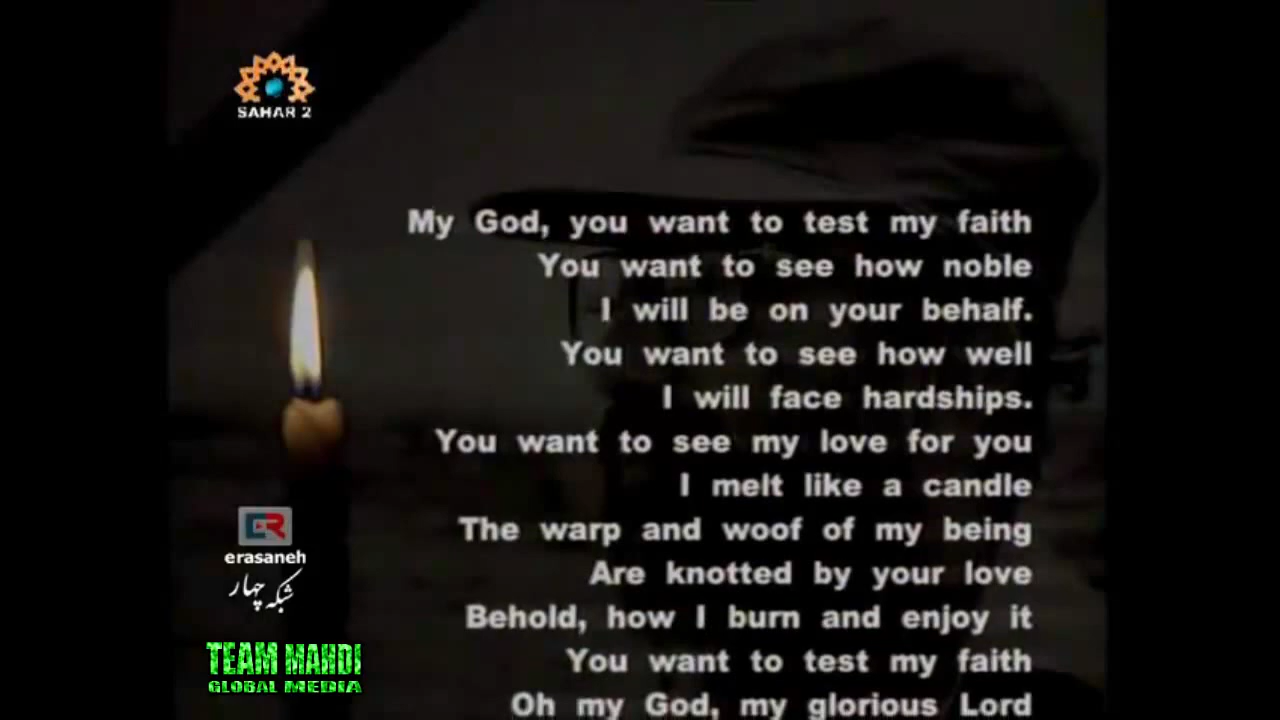 SAHAR 2
My God, you want to test my faith
You want to see how noble
I will be on your behalf.
You want to see how well
I will face hardships.
You want to see my love for you
I melt like a candle
The warp and woof of my being
Are knotted by your love
Behold, how I burn and enjoy it
You want to test my faith
Oh my God, my glorious Lord
erasaneh
شبکه چهار
TEAM MAHDI
GLOBAL MEDIA